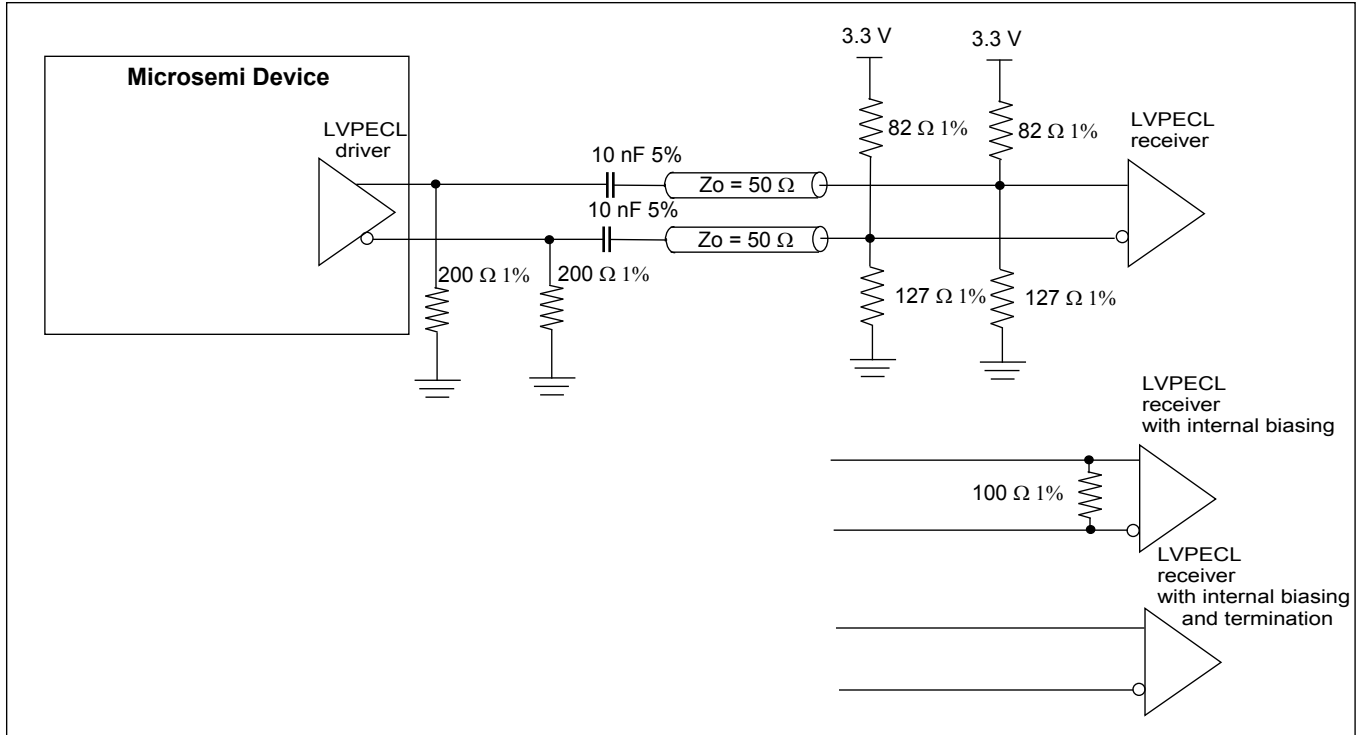 Microsemi Device
LVPECL
driver
10 nF 5%
Zo = 50 Ω
10 nF 5%
Zo = 50 Ω
200 Ω 1%
200 Ω 1%
3.3 V
3.3 V
82 Ω 1%
82 Ω 1%
127 Ω 1%
127 Ω 1%
LVPECL
receiver
LVPECL
receiver
with internal biasing
100 Ω 1%
LVPECL
receiver
with internal biasing
and termination